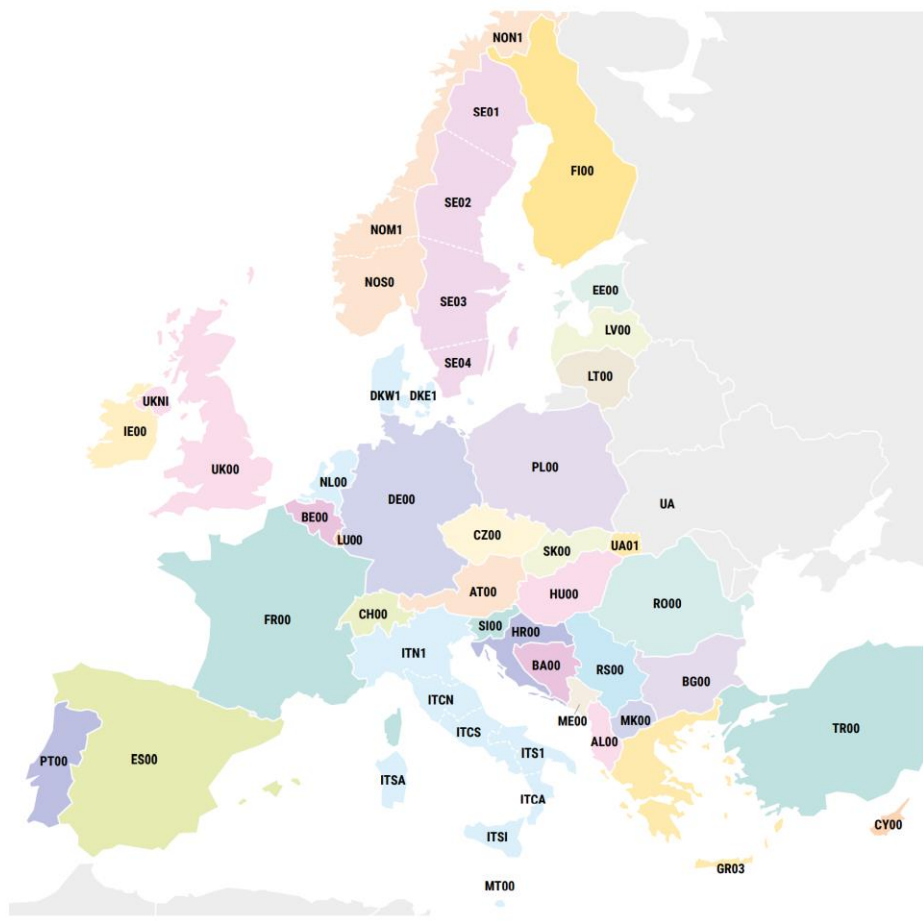 NON1
SE01
FI00
SE02
NOM1
NOS0
EE00
SE03
LV00
SE04
LT00
DKW1
DKE1
UKNI
IE00
UK00
PL00
NL00
DE00
UA
BE00
CZ00
LU00
UA01
SK00
AT00
HU00
RO00
CH00
FR00
SI00
HR00
ITN1
BA00
RS00
BG00
ITCN
ME00
MK00
TR00
ITCS
AL00
ITS1
PT00
ES00
ITSA
ITCA
CY00
ITSI
GR03
MT00